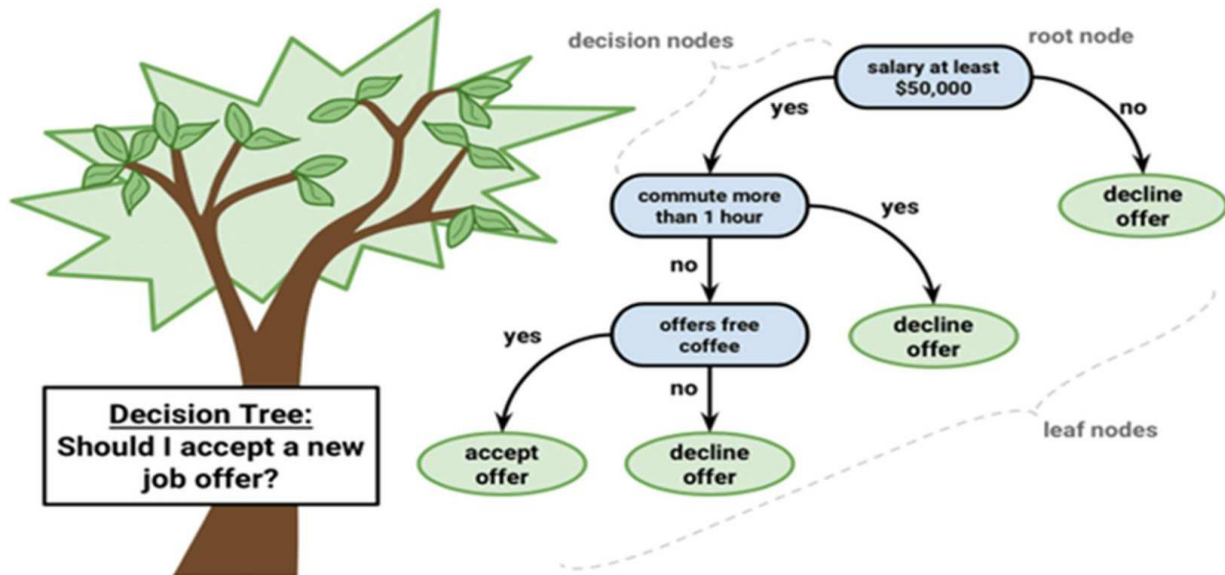 decision nodes
root node
salary at least
$50,000
yes
no
commute more
than 1 hour
yes
decline
offer
no
offers free
coffee
decline
offer
yes
no
Decision Tree:
Should I accept a new
job offer?
accept
offer
decline
offer
leaf nodes